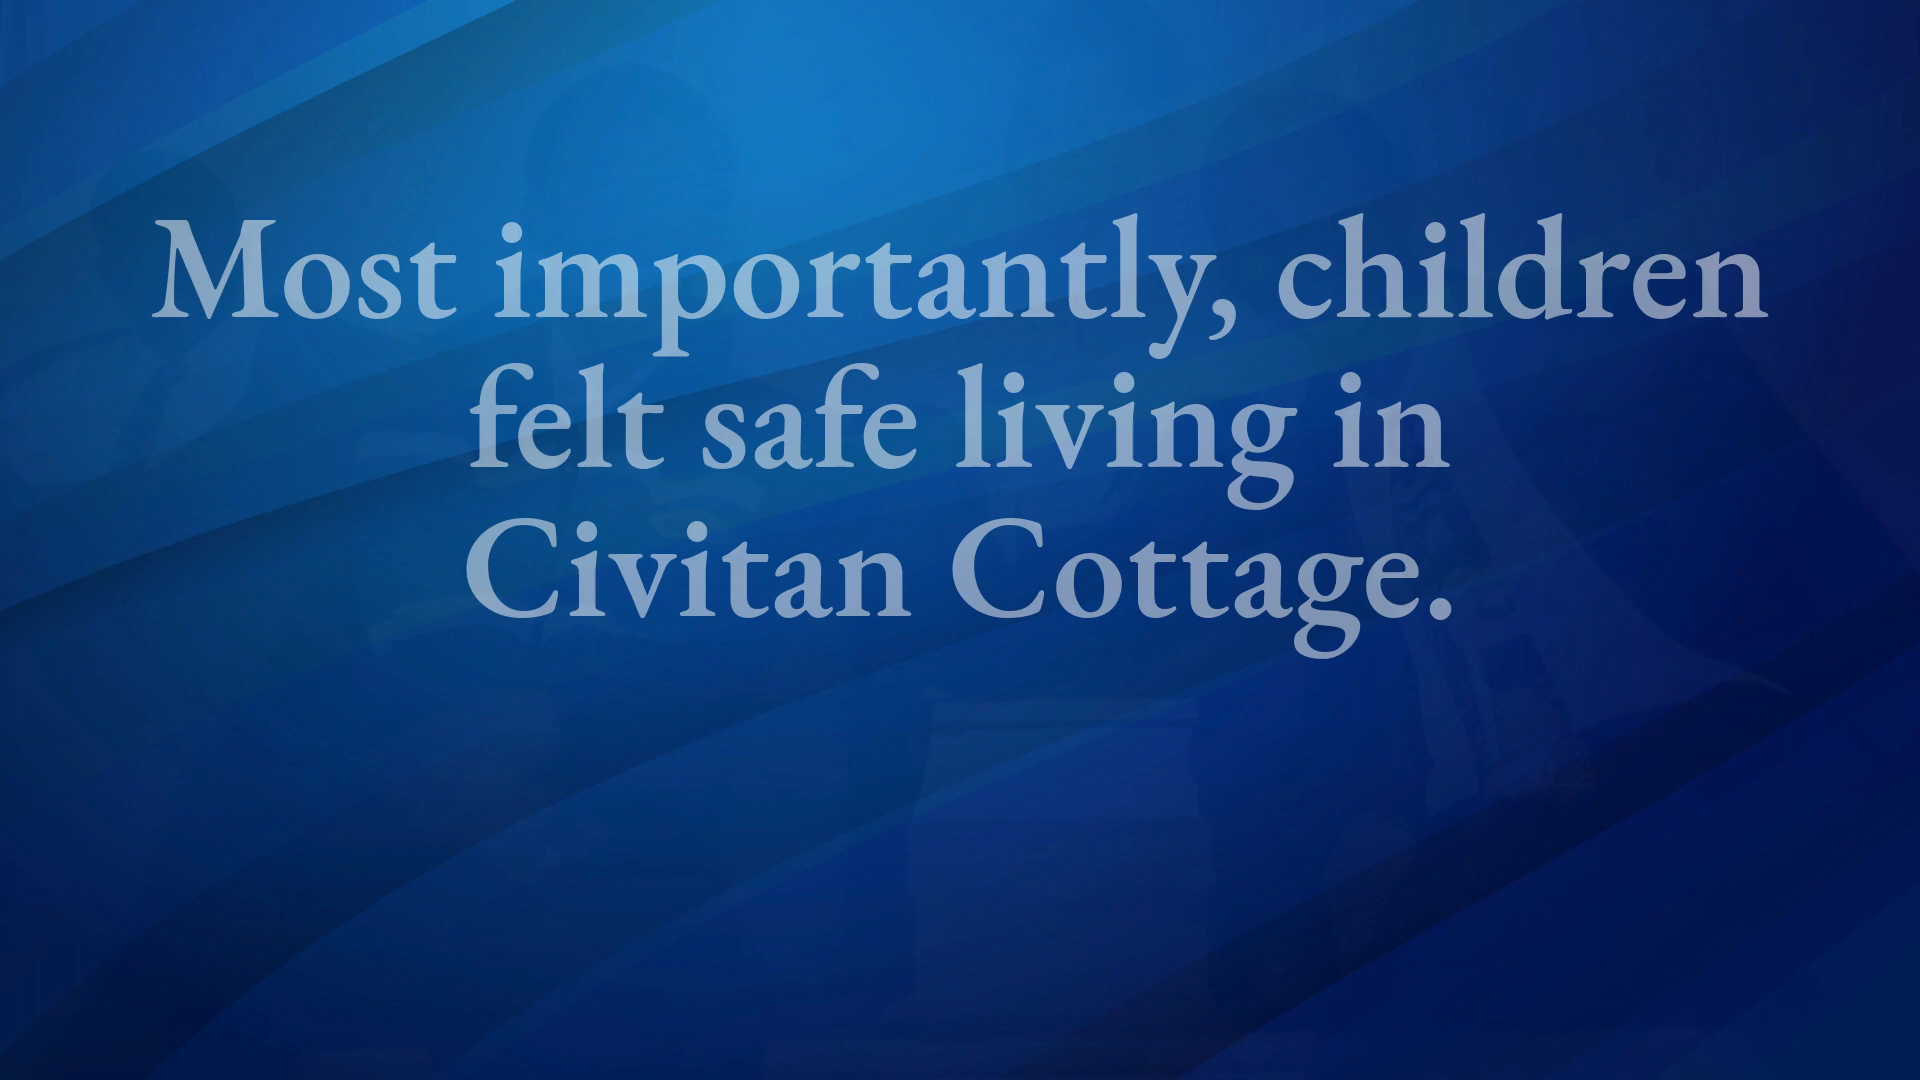 Most importantly, children
felt safe living in
Civitan Cottage.